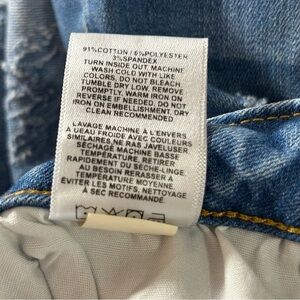 91%COTTON / 6%POLYESTER
3%SPANDEX
TURN INSIDE OUT. MACHINE
WASH COLD WITH LIKE
COLORS, DO NOT BLEACH
TUMBLE DRY LOW, REMOVE
PROMPTLY, WARM IRON ON
REVERSE IF NEEDED, DO NOT
IRON ON EMBELLISHMENT, DRY
CLEAN RECOMMENDED
LAVAGE MACHINE À L'ENVERS
A L'EAU FROIDE AVEC COULEURS
SIMILAIRES, NE RAS JAVELUSER
SÉCHAGE MACHINE BASSE
TEMPÉRATURE, RETIRER
RAPIDEMENT DU SÈCHE-LINGE.
AU BESOIN RERASSER À
TEMPÉRATURE MOYENNE.
ÉVITER LES MOTIFS, NETTOYAGE
À SEC RECOMMANDÉ